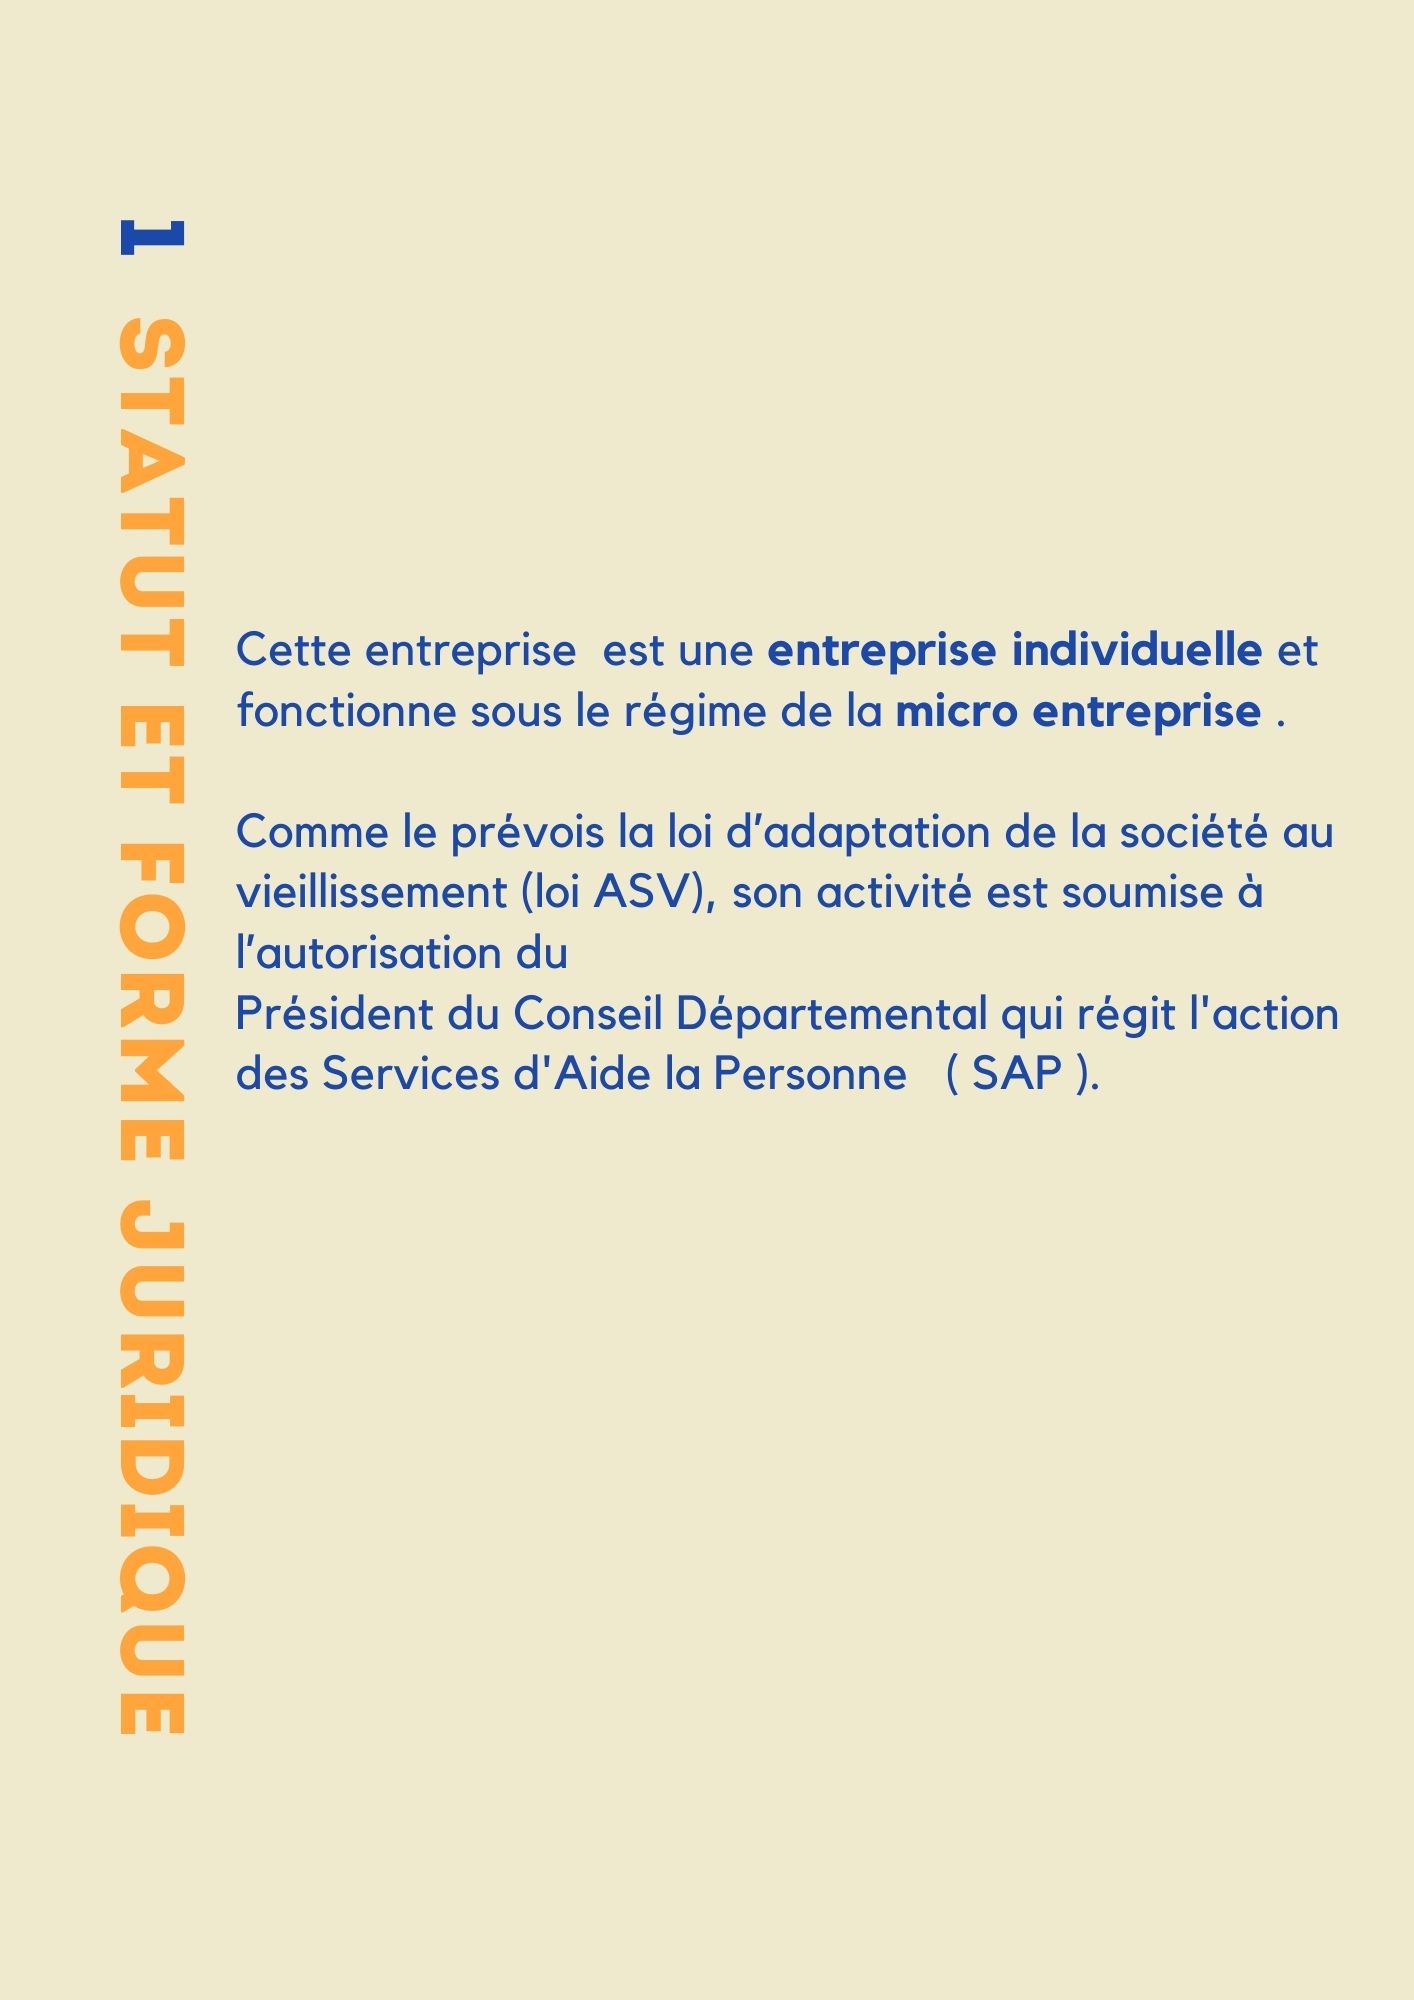 1 STATUT ET FORME JURIDIQUE
Cette entreprise est une entreprise individuelle et
fonctionne sous le régime de la micro entreprise .
Comme le prévois la loi d’adaptation de la société au
vieillissement (loi ASV), son activité est soumise à
l’autorisation du
Président du Conseil Départemental qui régit l'action
des Services d'Aide la Personne ( SAP ).